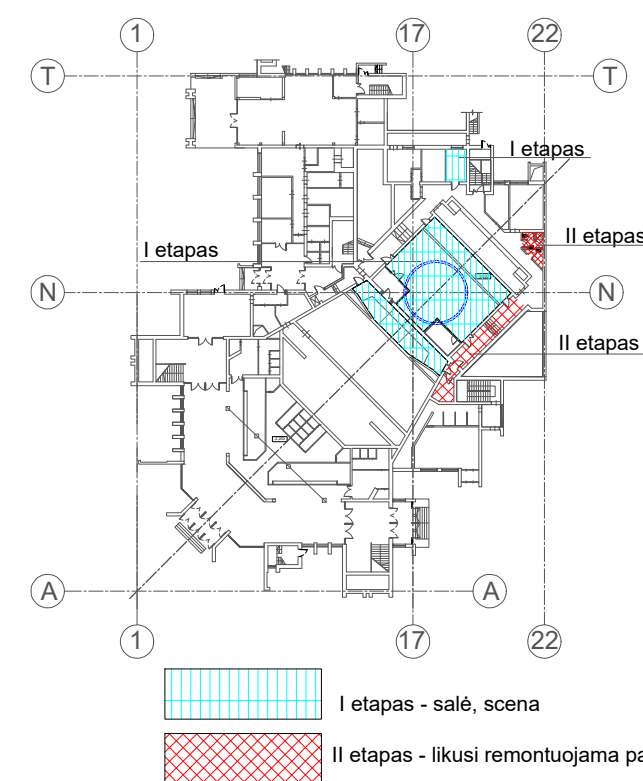 1 17 22
T T
I etapas
II etapas
I etapas
N N
II etapas
A A
1 17 22
I etapas - salė, scena
II etapas - likusi remontuojama pa